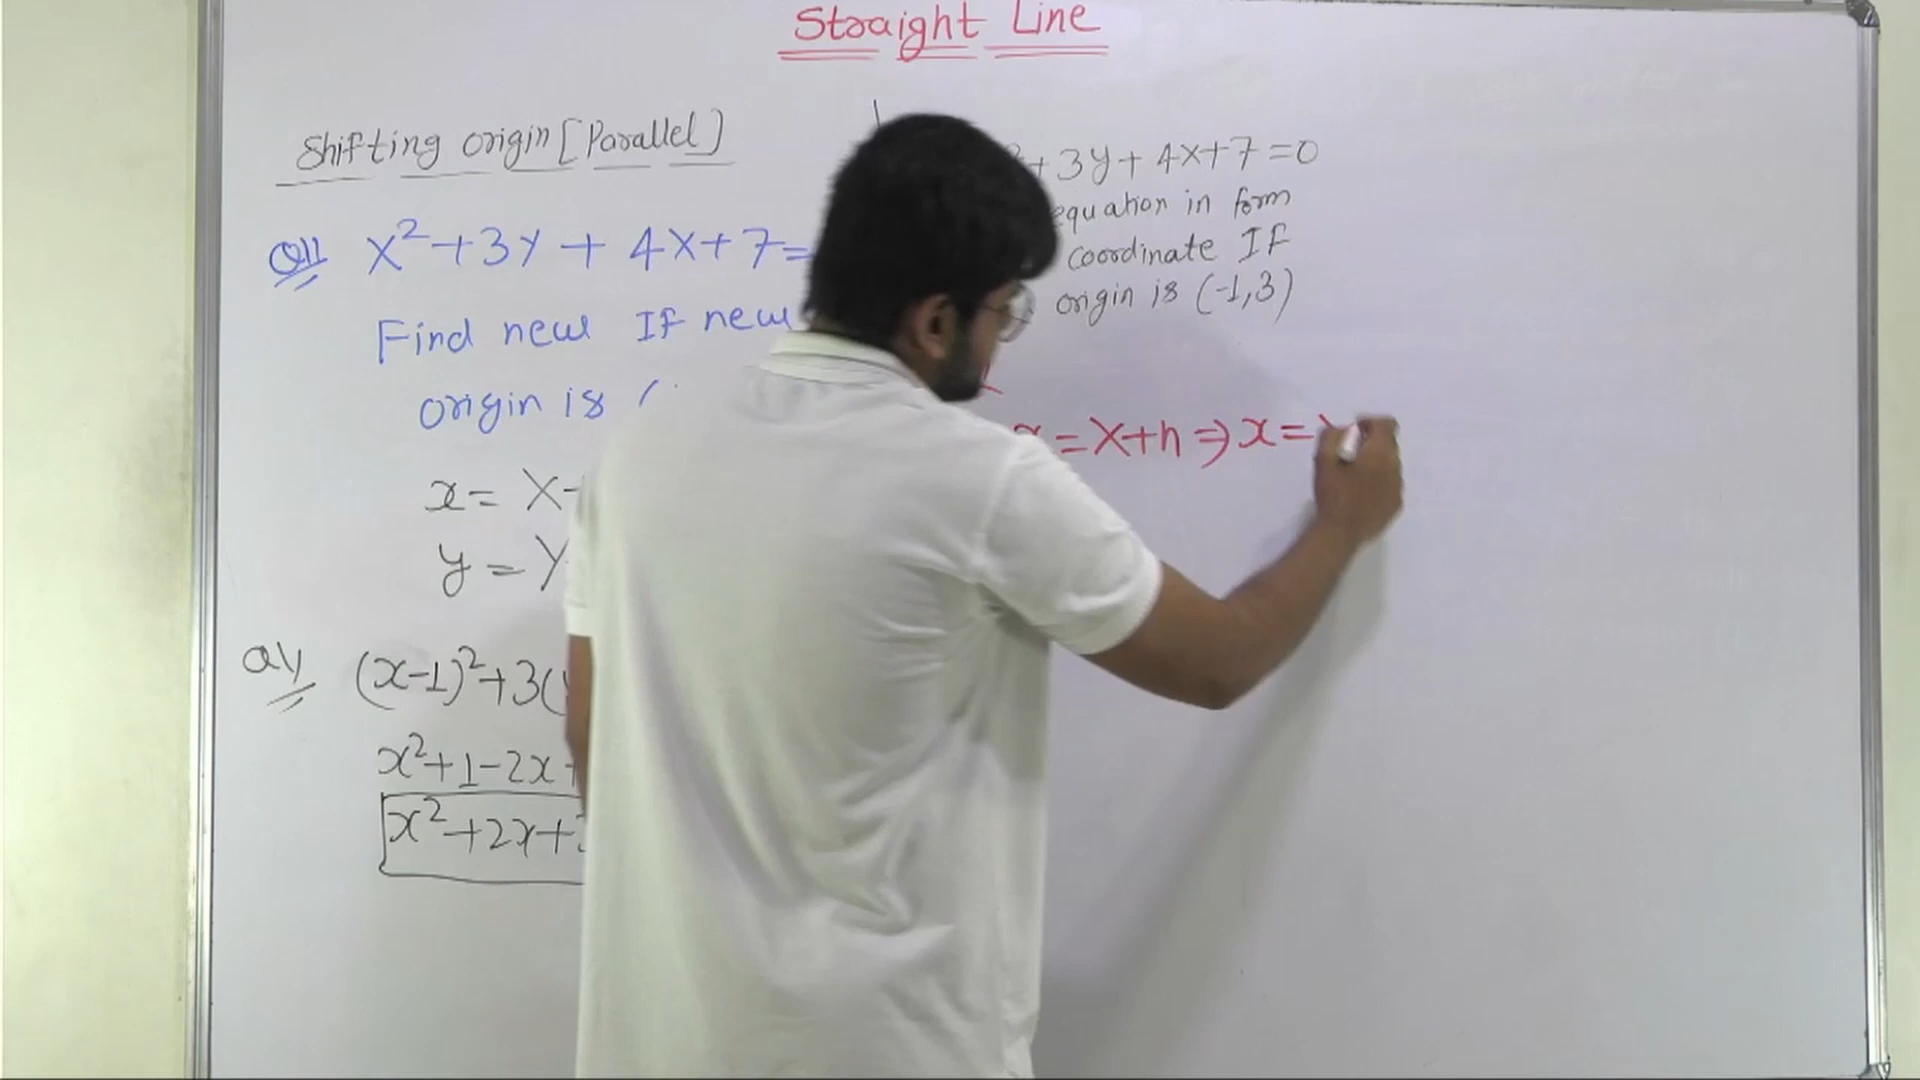 Straight Line
Shifting origin [Parallel]
Q1) X²+3Y+ 4X+7=
Find new IF new
origin is (
x= X-
y= Y
(x-1)²+3(
x²+1-2x+
x²+2x+
²+3y+4x+7=0
equation in form
coordinate IF
origin is (-1,3)
x=X+h⇒x=